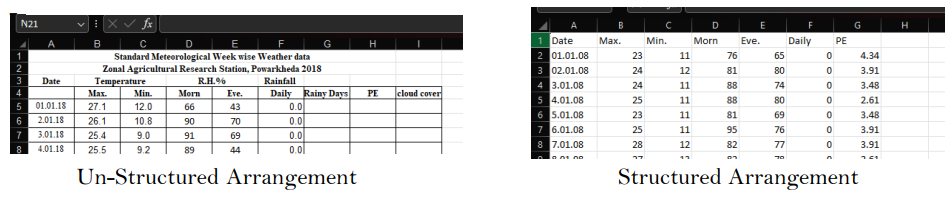 N21 fx
A B C D E F G H I
1 Standard Meteorological Week wise Weather data
2 Zonal Agricultural Research Station, Powarkheda 2018
3 Date Temperature R.H.% Rainfall
4 Max. Min. Morn Eve. Daily Rainy Days PE cloud cover
5 01.01.18 27.1 12.0 66 43 0.0
6 2.01.18 26.1 10.8 90 70 0.0
7 3.01.18 25.4 9.0 91 69 0.0
8 4.01.18 25.5 9.2 89 44 0.0
Un-Structured Arrangement
A B C D E F G H
1 Date Max. Min. Morn Eve. Daily PE
2 01.01.08 23 11 76 65 0 4.34
3 02.01.08 24 12 81 80 0 3.91
4 3.01.08 24 11 88 74 0 3.48
5 4.01.08 25 11 88 80 0 2.61
6 5.01.08 23 11 81 69 0 3.48
7 6.01.08 25 11 95 76 0 3.91
8 7.01.08 28 12 82 77 0 3.91
Structured Arrangement